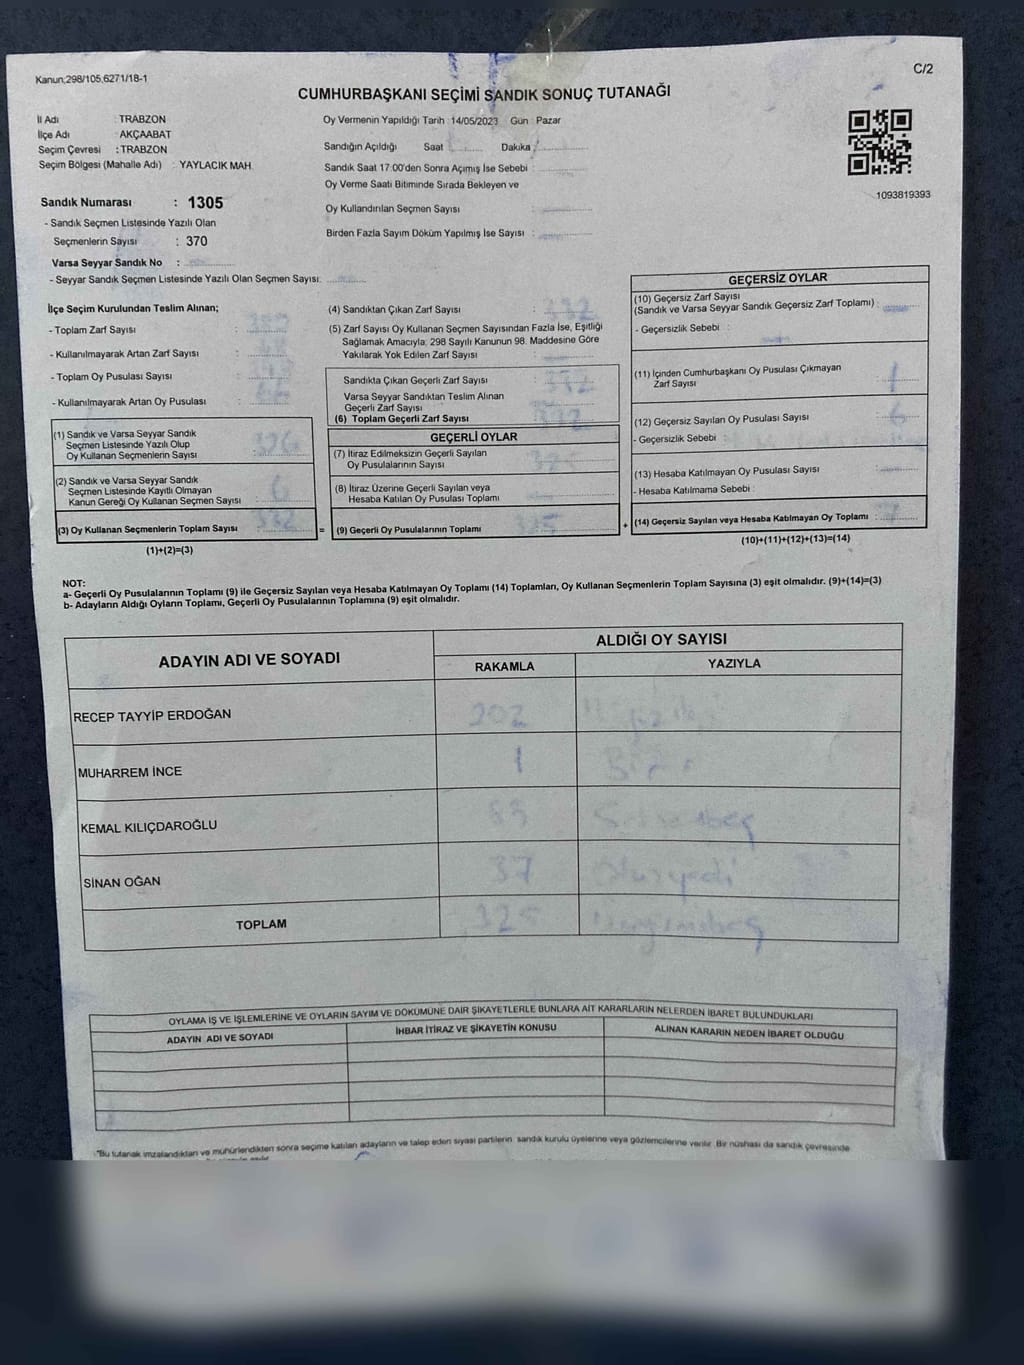 Kanun;298/105,6271/18-1
C/2
CUMHURBAŞKANI SEÇİMİ SANDIK SONUÇ TUTANAĞI
İl Adı : TRABZON
İlçe Adı : AKÇAABAT
Seçim Çevresi : TRABZON
Seçim Bölgesi (Mahalle Adı) : YAYLACIK MAH.
Sandık Numarası : 1305
- Sandık Seçmen Listesinde Yazılı Olan
Seçmenlerin Sayısı : 370
Varsa Seyyar Sandık No :
- Seyyar Sandık Seçmen Listesinde Yazılı Olan Seçmen Sayısı:
Oy Vermenin Yapıldığı Tarih :14/05/2023 Gün : Pazar
Sandığın Açıldığı Saat Dakika
Sandık Saat 17:00'den Sonra Açımış İse Sebebi :
Oy Verme Saati Bitiminde Sırada Bekleyen ve
Oy Kullandırılan Seçmen Sayısı :
Birden Fazla Sayım Döküm Yapılmış İse Sayısı :
1093819393
İlçe Seçim Kurulundan Teslim Alınan;
- Toplam Zarf Sayısı :
- Kullanılmayarak Artan Zarf Sayısı :
- Toplam Oy Pusulası Sayısı :
- Kullanılmayarak Artan Oy Pusulası :
(1) Sandık ve Varsa Seyyar Sandık
Seçmen Listesinde Yazılı Olup
Oy Kullanan Seçmenlerin Sayısı : 326
(2) Sandık ve Varsa Seyyar Sandık
Seçmen Listesinde Kayıtlı Olmayan
Kanun Gereği Oy Kullanan Seçmen Sayısı : 6
(3) Oy Kullanan Seçmenlerin Toplam Sayısı : 332
(1)+(2)=(3)
(4) Sandıktan Çıkan Zarf Sayısı : 332
(5) Zarf Sayısı Oy Kullanan Seçmen Sayısından Fazla İse, Eşitliği
Sağlamak Amacıyla; 298 Sayılı Kanunun 98. Maddesine Göre
Yakılarak Yok Edilen Zarf Sayısı :
Sandıkta Çıkan Geçerli Zarf Sayısı : 332
Varsa Seyyar Sandıktan Teslim Alınan
Geçerli Zarf Sayısı :
(6) Toplam Geçerli Zarf Sayısı : 332
GEÇERLİ OYLAR
(7) İtiraz Edilmeksizin Geçerli Sayılan
Oy Pusulalarının Sayısı : 325
(8) İtiraz Üzerine Geçerli Sayılan veya
Hesaba Katılan Oy Pusulası Toplamı :
= (9) Geçerli Oy Pusulalarının Toplamı : 325
GEÇERSİZ OYLAR
(10) Geçersiz Zarf Sayısı
(Sandık ve Varsa Seyyar Sandık Geçersiz Zarf Toplamı) :
- Geçersizlik Sebebi :
(11) İçinden Cumhurbaşkanı Oy Pusulası Çıkmayan
Zarf Sayısı : 1
(12) Geçersiz Sayılan Oy Pusulası Sayısı : 6
- Geçersizlik Sebebi :
(13) Hesaba Katılmayan Oy Pusulası Sayısı :
- Hesaba Katılmama Sebebi :
+ (14) Geçersiz Sayılan veya Hesaba Katılmayan Oy Toplamı : 7
(10)+(11)+(12)+(13)=(14)
NOT:
a- Geçerli Oy Pusulalarının Toplamı (9) ile Geçersiz Sayılan veya Hesaba Katılmayan Oy Toplamı (14) Toplamları, Oy Kullanan Seçmenlerin Toplam Sayısına (3) eşit olmalıdır. (9)+(14)=(3)
b- Adayların Aldığı Oyların Toplamı, Geçerli Oy Pusulalarının Toplamına (9) eşit olmalıdır.
ADAYIN ADI VE SOYADI ALDIĞI OY SAYISI
RAKAMLA YAZIYLA
RECEP TAYYİP ERDOĞAN 202
MUHARREM İNCE 1 Bir
KEMAL KILIÇDAROĞLU 85 Seksenbeş
SİNAN OĞAN 37 Otuzyedi
TOPLAM 325
OYLAMA İŞ VE İŞLEMLERİNE VE OYLARIN SAYIM VE DÖKÜMÜNE DAİR ŞİKAYETLERLE BUNLARA AİT KARARLARIN NELERDEN İBARET BULUNDUKLARI
ADAYIN ADI VE SOYADI İHBAR İTİRAZ VE ŞİKAYETİN KONUSU ALINAN KARARIN NEDEN İBARET OLDUĞU
"Bu tutanak imzalandıktan ve mühürlendikten sonra seçime katılan adayların ve talep eden siyasi partilerin sandık kurulu üyelerine veya gözlemcilerine verilir. Bir nüshası da sandık çevresinde